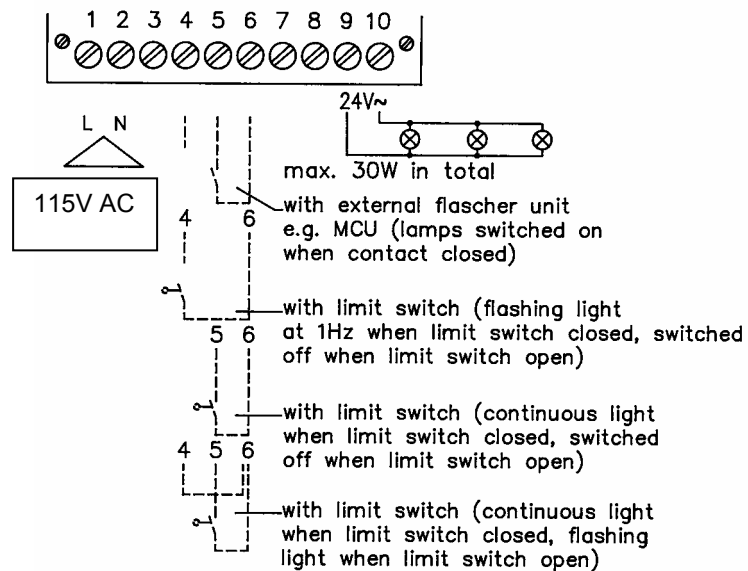 1 2 3 4 5 6 7 8 9 10
24V~
L N
max. 30W in total
115V AC
with external flascher unit
4 6
e.g. MCU (lamps switched on
when contact closed)
with limit switch (flashing light
at 1Hz when limit switch closed, switched
5 6
off when limit switch open)
with limit switch (continuous light
when limit switch closed, switched
4 5 6
off when limit switch open)
with limit switch (continuous light
when limit switch closed, flashing
light when limit switch open)